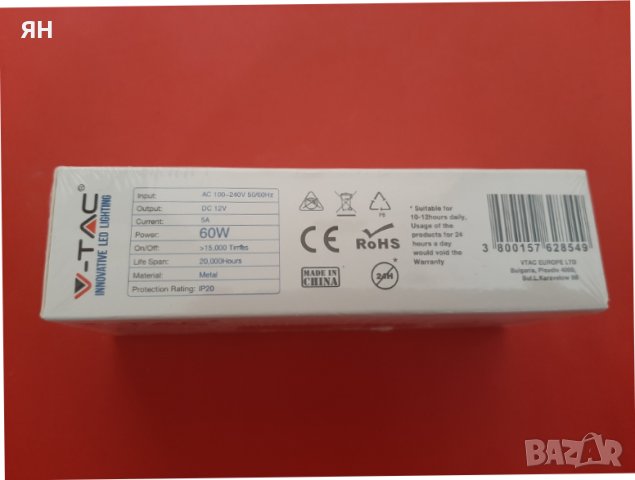 ЯН
V-TAC
INNOVATIVE LED LIGHTING
Input: AC 100~240V 50/60Hz
Output: DC 12V
Current: 5A
Power: 60W
On/Off: >15,000 Times
Life Span: 20,000Hours
Material: Metal
Protection Rating: IP20
CE
RoHS
MADE IN
CHINA
24H
*
* Suitable for
10-12hours daily,
Usage of the
products for 24
hours a day
would void the
Warranty
3 800157 628549
VTAC EUROPE LTD
Bulgaria, Plovdiv 4000,
Bul.L.Karavelow 9B
BAZAR